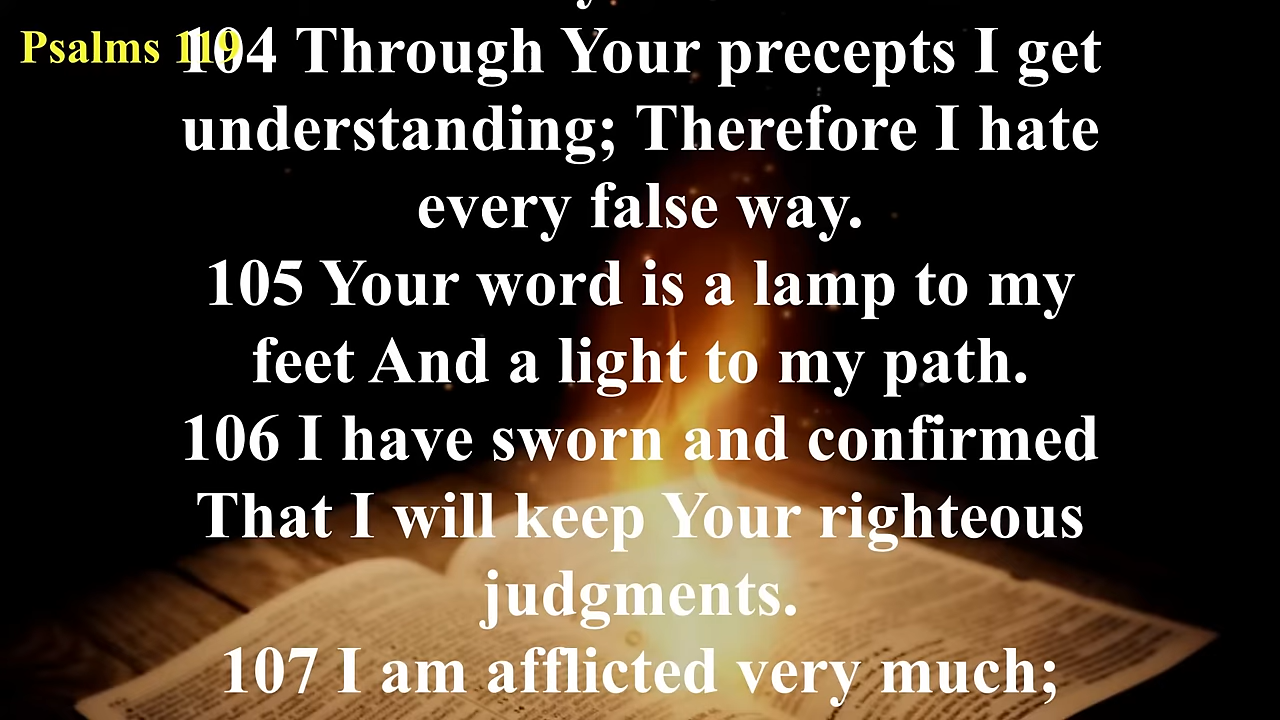 Psalms 119
104 Through Your precepts I get
understanding; Therefore I hate
every false way.
105 Your word is a lamp to my
feet And a light to my path.
106 I have sworn and confirmed
That I will keep Your righteous
judgments.
107 I am afflicted very much;